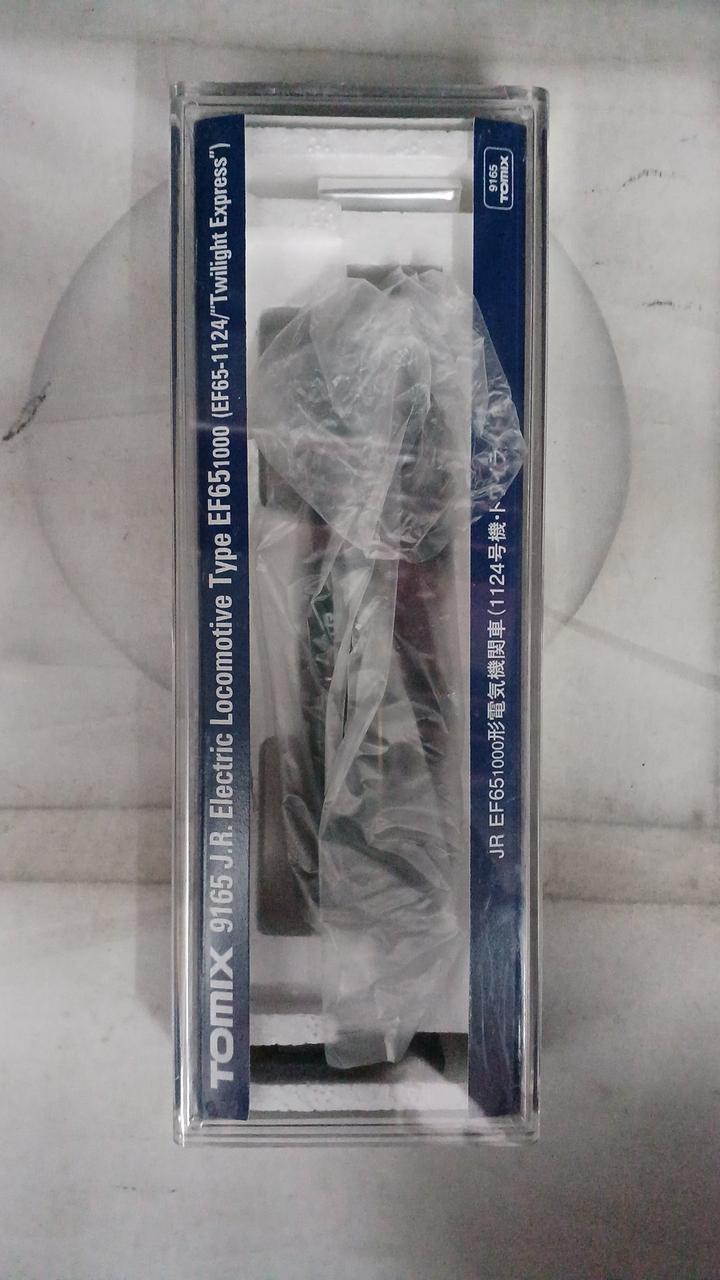 TOMIX 9165 J.R. Electric Locomotive Type EF651000 (EF65-1124/"Twilight Express")
JR EF651000形電気機関車(1124号機・ト
9165
TOMIX